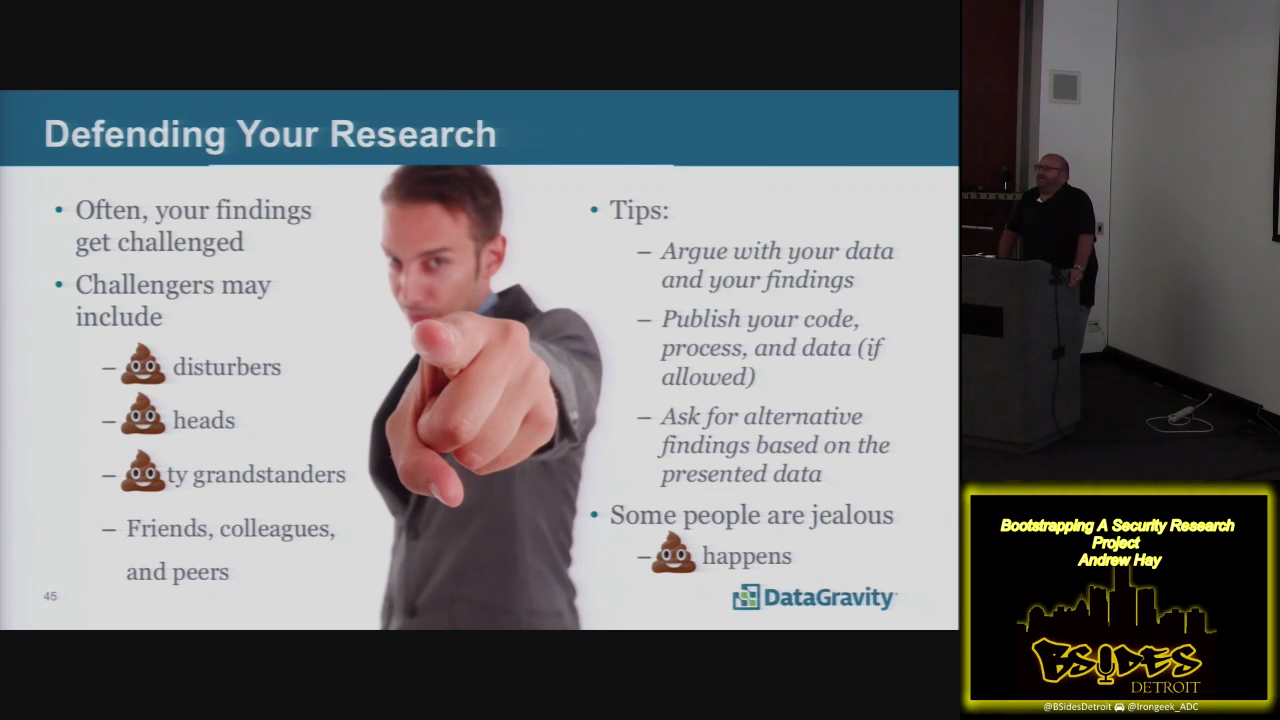 Defending Your Research
• Often, your findings
get challenged
• Challengers may
include
– 💩 disturbers
– 💩 heads
– 💩ty grandstanders
– Friends, colleagues,
and peers
• Tips:
– Argue with your data
and your findings
– Publish your code,
process, and data (if
allowed)
– Ask for alternative
findings based on the
presented data
• Some people are jealous
– 💩 happens
45
DataGravity
Bootstrapping A Security Research
Project
Andrew Hay
BSIDES
DETROIT
@BSidesDetroit 🚘 @Irongeek_ADC